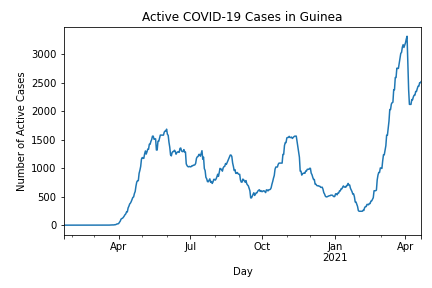 Active COVID-19 Cases in Guinea
Number of Active Cases
3000
2500
2000
1500
1000
500
0
Apr
Jul
Oct
Jan
2021
Apr
Day